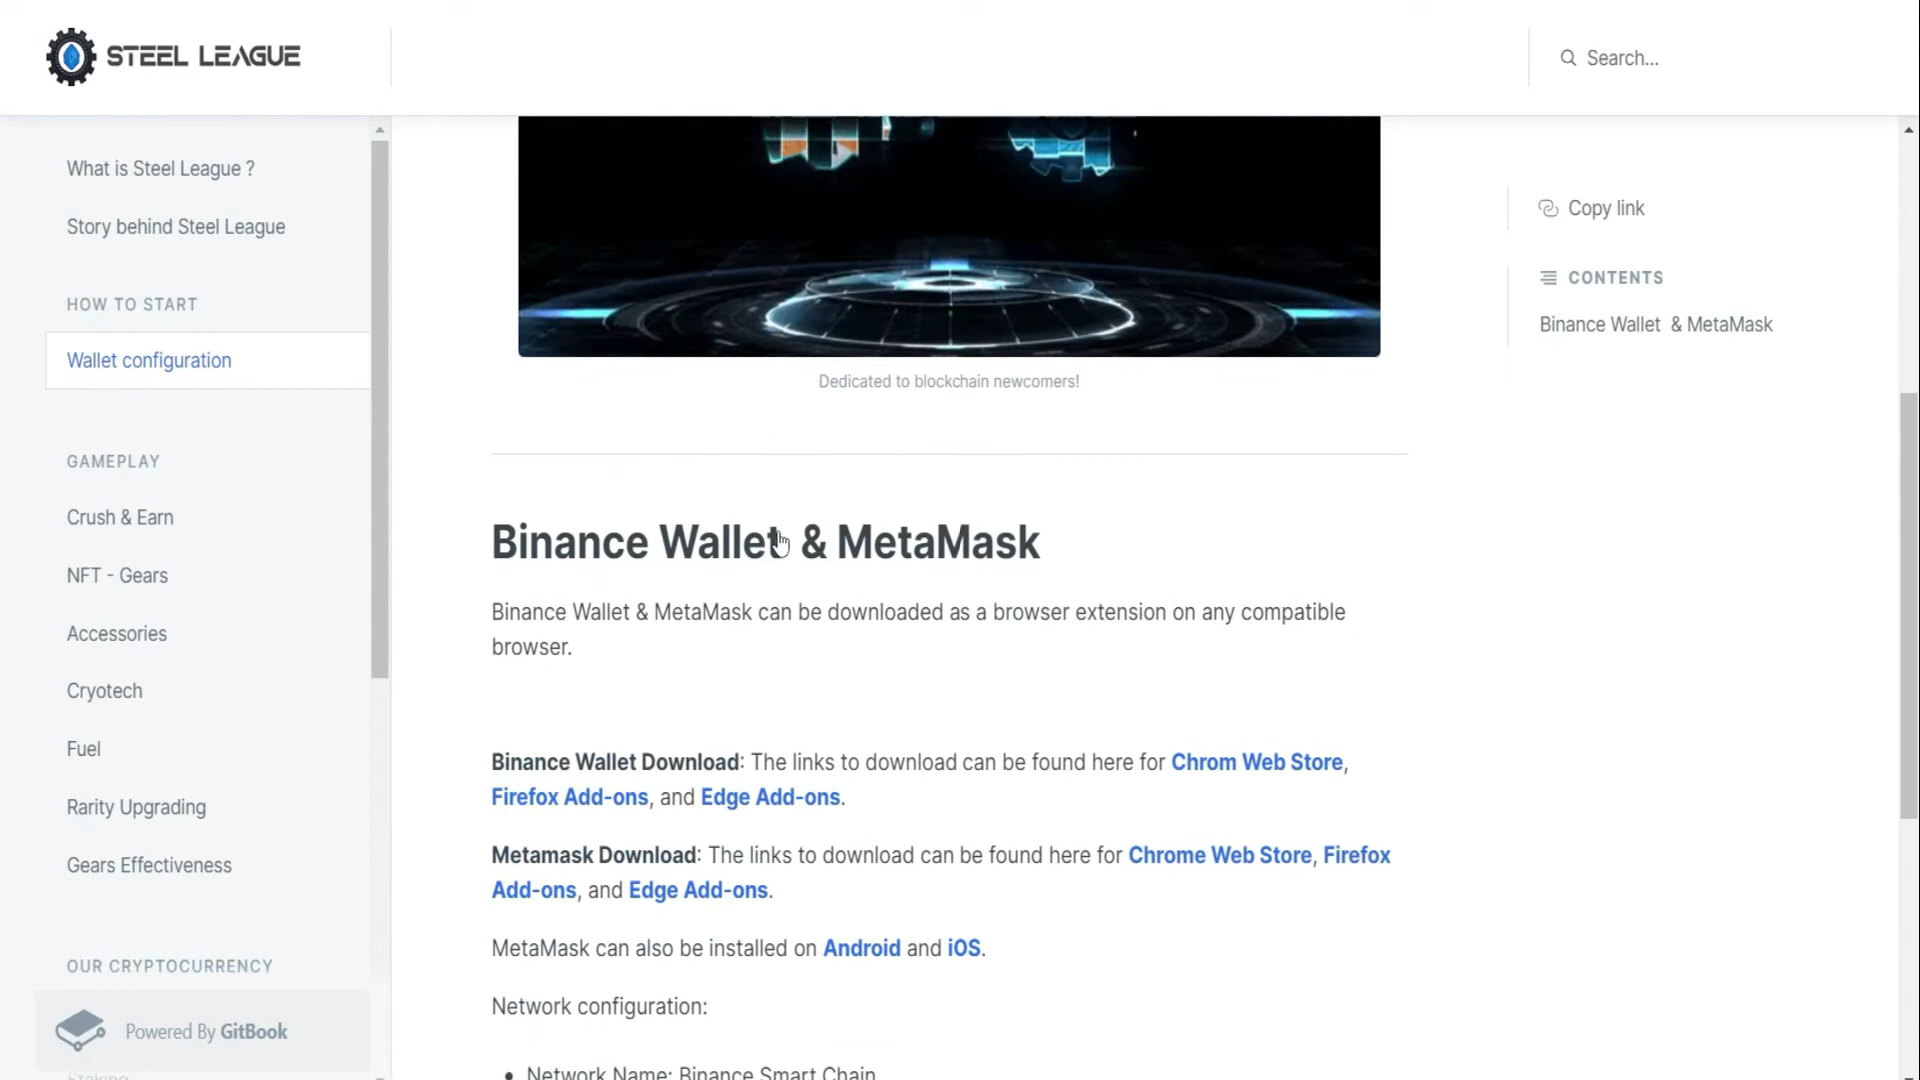 STEEL LEAGUE
Search...
What is Steel League ?
Story behind Steel League
HOW TO START
Wallet configuration
GAMEPLAY
Crush & Earn
NFT - Gears
Accessories
Cryotech
Fuel
Rarity Upgrading
Gears Effectiveness
OUR CRYPTOCURRENCY
Powered By GitBook
Staking
Dedicated to blockchain newcomers!
Binance Wallet & MetaMask
Binance Wallet & MetaMask can be downloaded as a browser extension on any compatible
browser.
Binance Wallet Download: The links to download can be found here for Chrom Web Store,
Firefox Add-ons, and Edge Add-ons.
Metamask Download: The links to download can be found here for Chrome Web Store, Firefox
Add-ons, and Edge Add-ons.
MetaMask can also be installed on Android and iOS.
Network configuration:
• Network Name: Binance Smart Chain
Copy link
CONTENTS
Binance Wallet & MetaMask